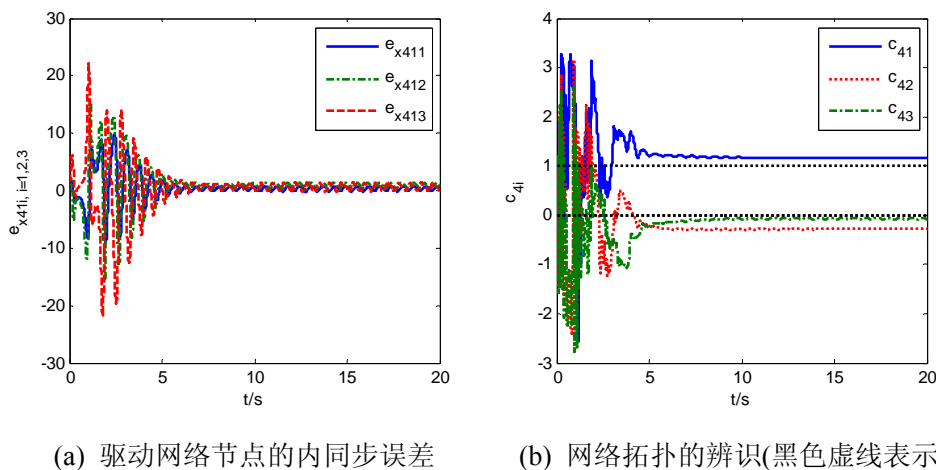 30
20
10
0
-10
-20
-30
e_x41i, i=1,2,3
0
5
10
15
20
t/s
e_x411
e_x412
e_x413
4
3
2
1
0
-1
-2
-3
c_4i
0
5
10
15
20
t/s
c_41
c_42
c_43
(a) 驱动网络节点的内同步误差
(b) 网络拓扑的辨识(黑色虚线表示